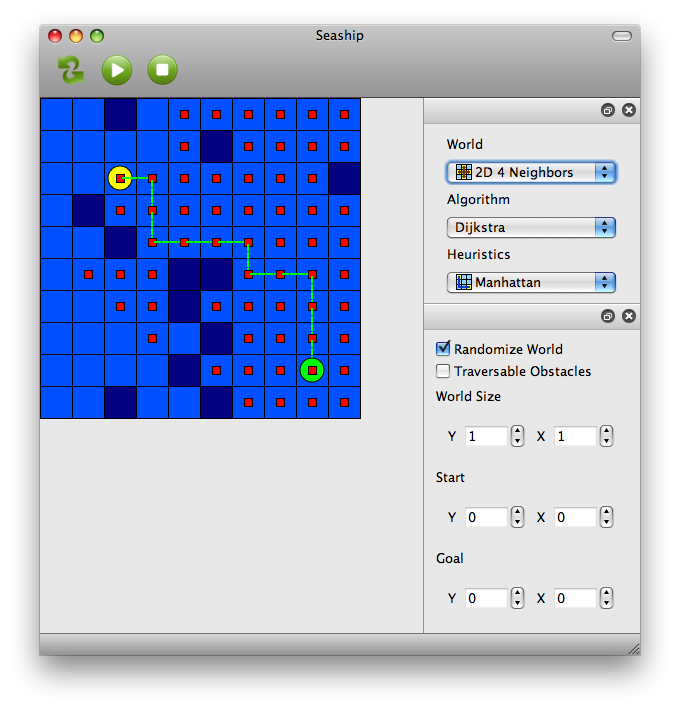 Seaship
World
2D 4 Neighbors
Algorithm
Dijkstra
Heuristics
Manhattan
Randomize World
Traversable Obstacles
World Size
Y 1 X 1
Start
Y 0 X 0
Goal
Y 0 X 0